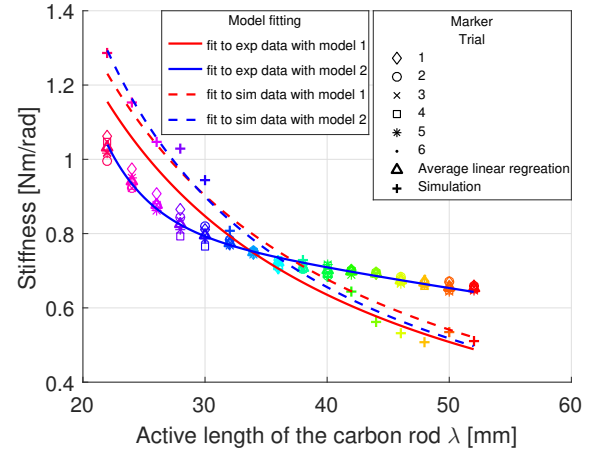 Model fitting
fit to exp data with model 1
fit to exp data with model 2
fit to sim data with model 1
fit to sim data with model 2
Marker
Trial
1
2
3
4
5
6
Average linear regreation
Simulation
1.4
1.2
1
0.8
0.6
0.4
Stiffness [Nm/rad]
20
30
40
50
60
Active length of the carbon rod λ [mm]